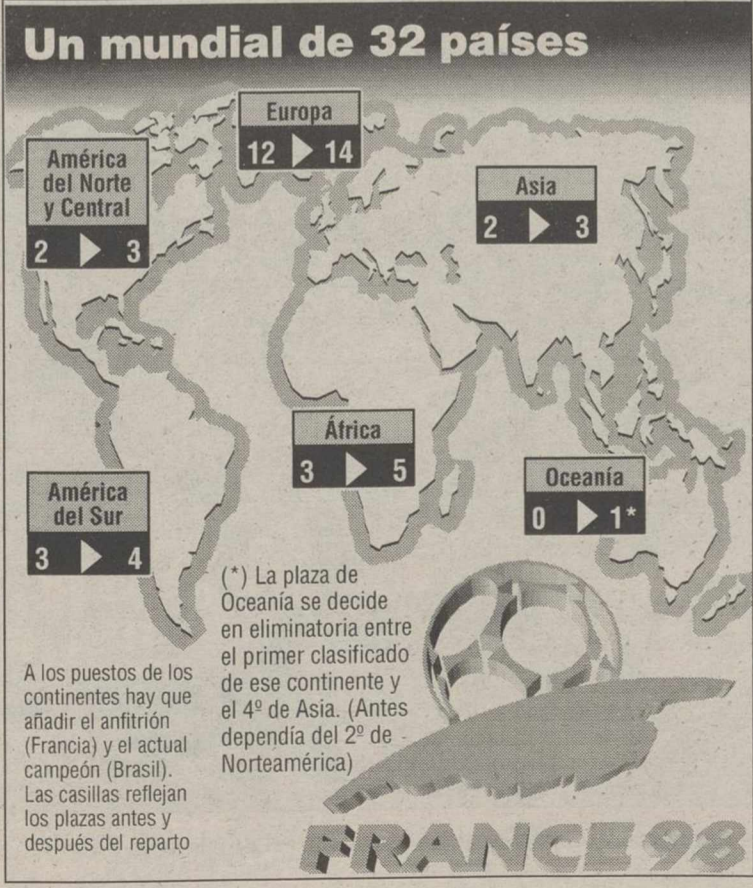 Un mundial de 32 países
Europa
12 14
América
del Norte
y Central
2 3
Asia
2 3
África
3 5
Oceanía
0 1*
América
del Sur
3 4
(*) La plaza de
Oceanía se decide
en eliminatoria entre
el primer clasificado
de ese continente y
el 4º de Asia. (Antes
dependía del 2º de
Norteamérica)
A los puestos de los
continentes hay que
añadir el anfitrión
(Francia) y el actual
campeón (Brasil).
Las casillas reflejan
los plazas antes y
después del reparto
FRANCE 98